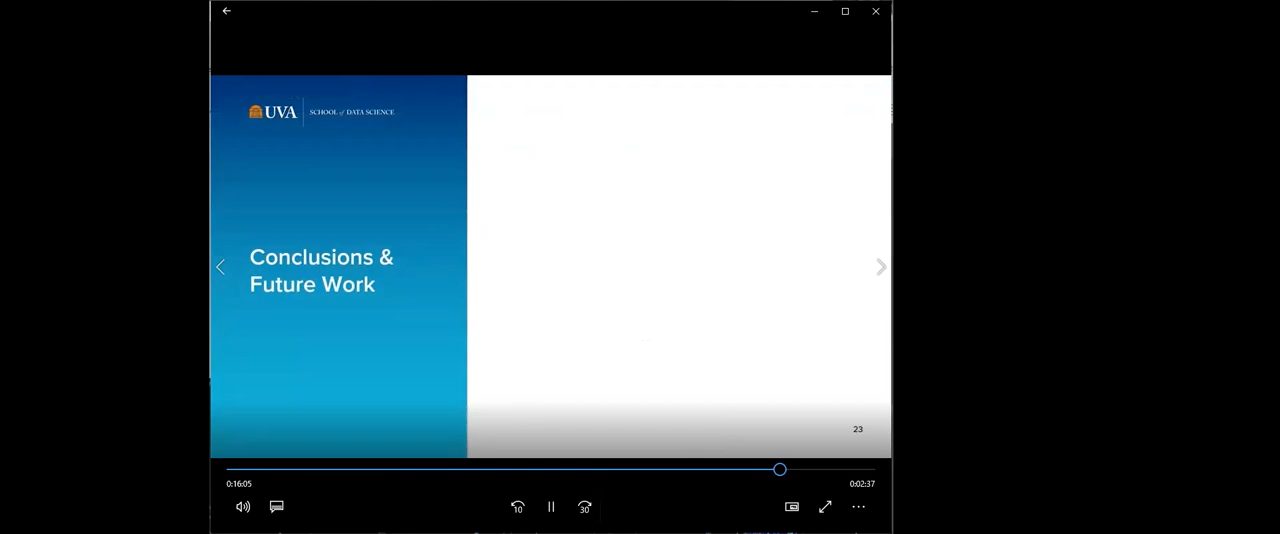 UVA SCHOOL of DATA SCIENCE
Conclusions &
Future Work
23
0:16:05
0:02:37
10
30